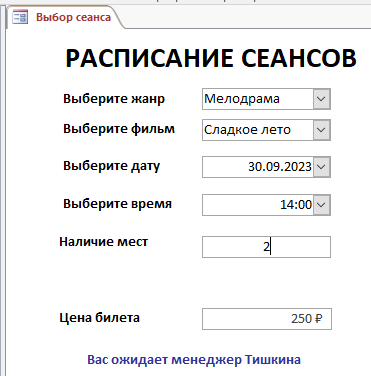 Выбор сеанса
РАСПИСАНИЕ СЕАНСОВ
Выберите жанр Мелодрама
Выберите фильм Сладкое лето
Выберите дату 30.09.2023
Выберите время 14:00
Наличие мест 2
Цена билета 250 ₽
Вас ожидает менеджер Тишкина